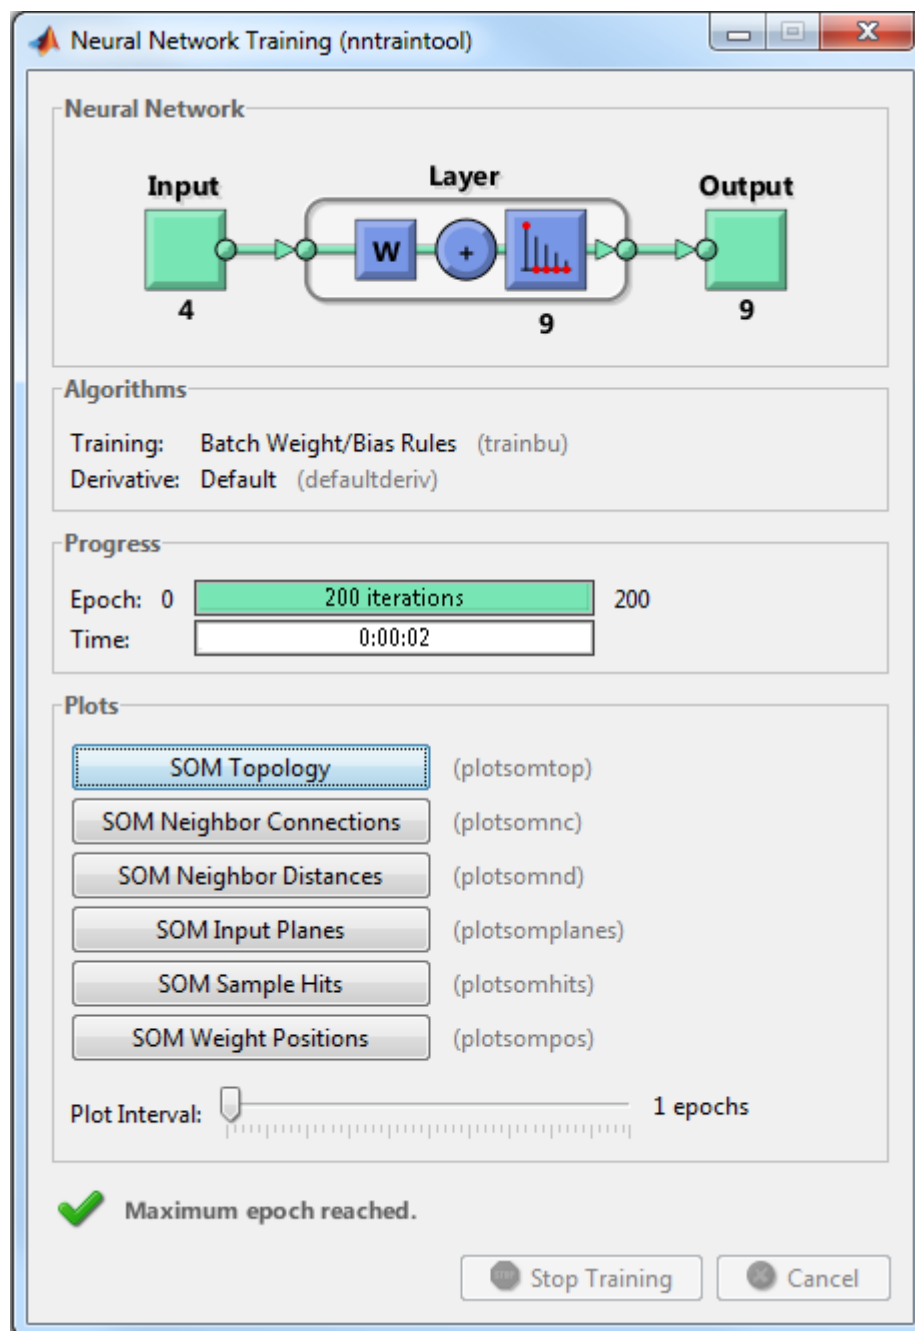 Neural Network Training (nntraintool)
Neural Network
Input Layer Output
W +
4 9 9
Algorithms
Training: Batch Weight/Bias Rules (trainbu)
Derivative: Default (defaultderiv)
Progress
Epoch: 0 200 iterations 200
Time: 0:00:02
Plots
SOM Topology (plotsomtop)
SOM Neighbor Connections (plotsomnc)
SOM Neighbor Distances (plotsomnd)
SOM Input Planes (plotsomplanes)
SOM Sample Hits (plotsomhits)
SOM Weight Positions (plotsompos)
Plot Interval: 1 epochs
Maximum epoch reached.
STOP Stop Training Cancel